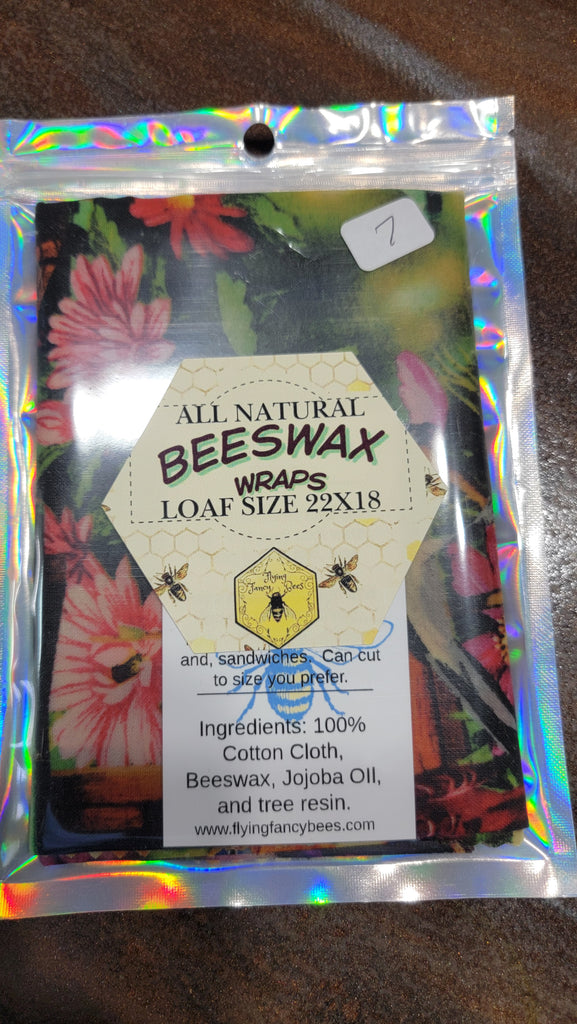 7
ALL NATURAL
BEESWAX
WRAPS
LOAF SIZE 22X18
Flying
Fancy Bees
and, sandwiches. Can cut
to size you prefer.
Ingredients: 100%
Cotton Cloth,
Beeswax, Jojoba OIl,
and tree resin.
www.flyingfancybees.com